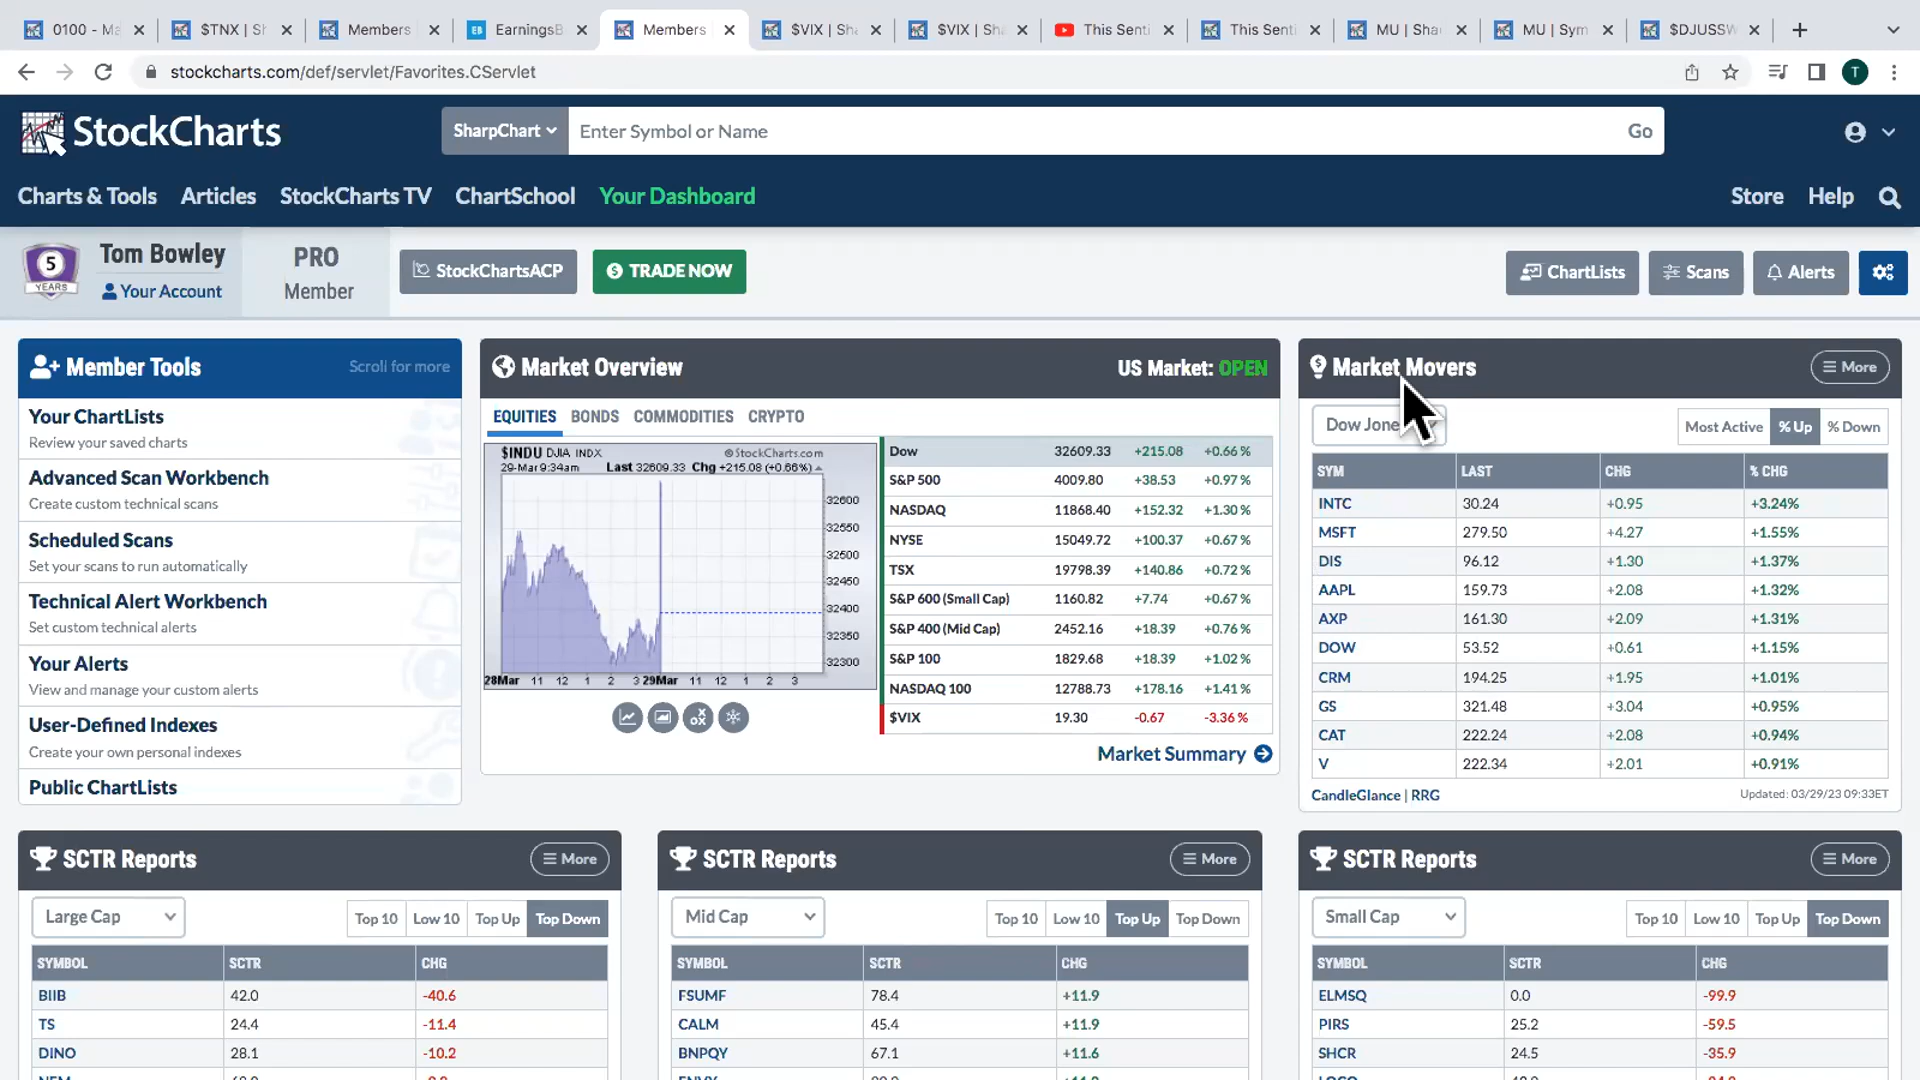 0100 - Ma
$TNX | Sh
Members
EarningsB
Members
$VIX | Sha
$VIX | Sha
This Senti
This Senti
MU | Shar
MU | Sym
$DJUSSW
stockcharts.com/def/servlet/Favorites.CServlet
T
StockCharts
SharpChart
Enter Symbol or Name
Go
Charts & Tools
Articles
StockCharts TV
ChartSchool
Your Dashboard
Store
Help
5
YEARS
Tom Bowley
Your Account
PRO
Member
StockChartsACP
TRADE NOW
ChartLists
Scans
Alerts
Member Tools
Scroll for more
Your ChartLists
Review your saved charts
Advanced Scan Workbench
Create custom technical scans
Scheduled Scans
Set your scans to run automatically
Technical Alert Workbench
Set custom technical alerts
Your Alerts
View and manage your custom alerts
User-Defined Indexes
Create your own personal indexes
Public ChartLists
Market Overview
US Market: OPEN
EQUITIES BONDS COMMODITIES CRYPTO
$INDU DJIA INDX © StockCharts.com
29-Mar 9:34am Last 32609.33 Chg +215.08 (+0.66%)
32600
32550
32500
32450
32400
32350
32300
28Mar 11 12 1 2 3 29Mar 11 12 1 2 3
Dow 32609.33 +215.08 +0.66 %
S&P 500 4009.80 +38.53 +0.97 %
NASDAQ 11868.40 +152.32 +1.30 %
NYSE 15049.72 +100.37 +0.67 %
TSX 19798.39 +140.86 +0.72 %
S&P 600 (Small Cap) 1160.82 +7.74 +0.67 %
S&P 400 (Mid Cap) 2452.16 +18.39 +0.76 %
S&P 100 1829.68 +18.39 +1.02 %
NASDAQ 100 12788.73 +178.16 +1.41 %
$VIX 19.30 -0.67 -3.36 %
Market Summary
Market Movers
More
Dow Jone
Most Active % Up % Down
SYM LAST CHG % CHG
INTC 30.24 +0.95 +3.24%
MSFT 279.50 +4.27 +1.55%
DIS 96.12 +1.30 +1.37%
AAPL 159.73 +2.08 +1.32%
AXP 161.30 +2.09 +1.31%
DOW 53.52 +0.61 +1.15%
CRM 194.25 +1.95 +1.01%
GS 321.48 +3.04 +0.95%
CAT 222.24 +2.08 +0.94%
V 222.34 +2.01 +0.91%
CandleGlance | RRG
Updated: 03/29/23 09:33ET
SCTR Reports
More
Large Cap
Top 10 Low 10 Top Up Top Down
SYMBOL SCTR CHG
BIIB 42.0 -40.6
TS 24.4 -11.4
DINO 28.1 -10.2
SCTR Reports
More
Mid Cap
Top 10 Low 10 Top Up Top Down
SYMBOL SCTR CHG
FSUMF 78.4 +11.9
CALM 45.4 +11.9
BNPQY 67.1 +11.6
SCTR Reports
More
Small Cap
Top 10 Low 10 Top Up Top Down
SYMBOL SCTR CHG
ELMSQ 0.0 -99.9
PIRS 25.2 -59.5
SHCR 24.5 -35.9